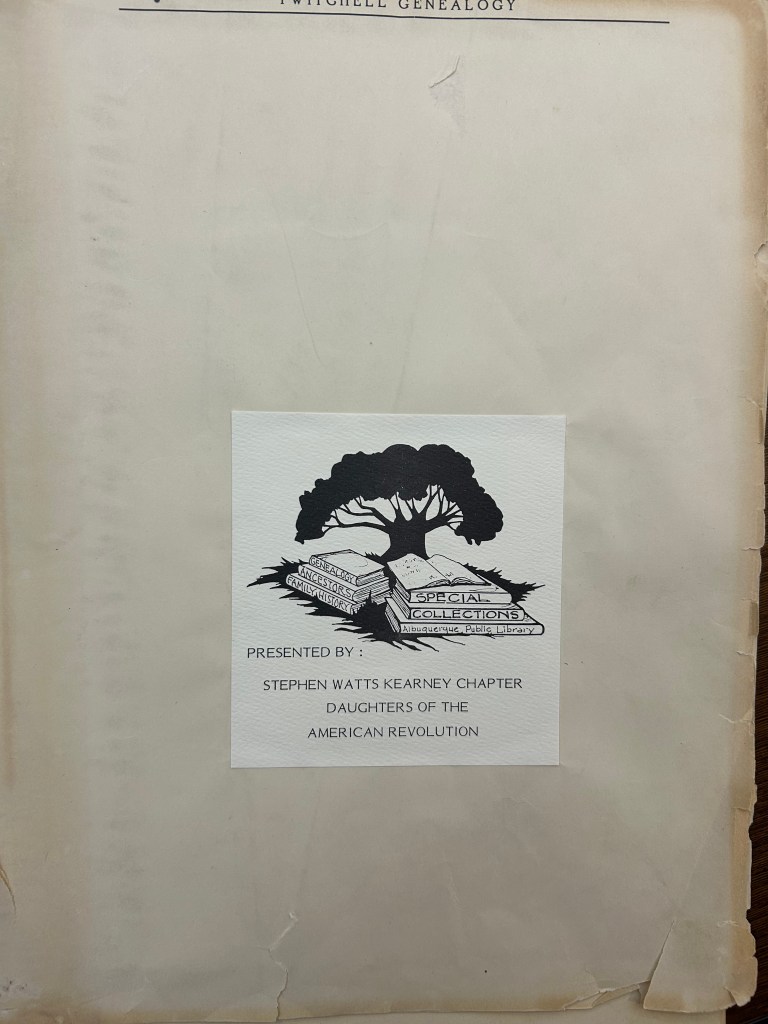 TWITCHELL GENEALOGY
GENEALOGY
ANCESTORS
FAMILY HISTORY
SPECIAL
COLLECTIONS
Albuquerque Public Library
PRESENTED BY :
STEPHEN WATTS KEARNEY CHAPTER
DAUGHTERS OF THE
AMERICAN REVOLUTION